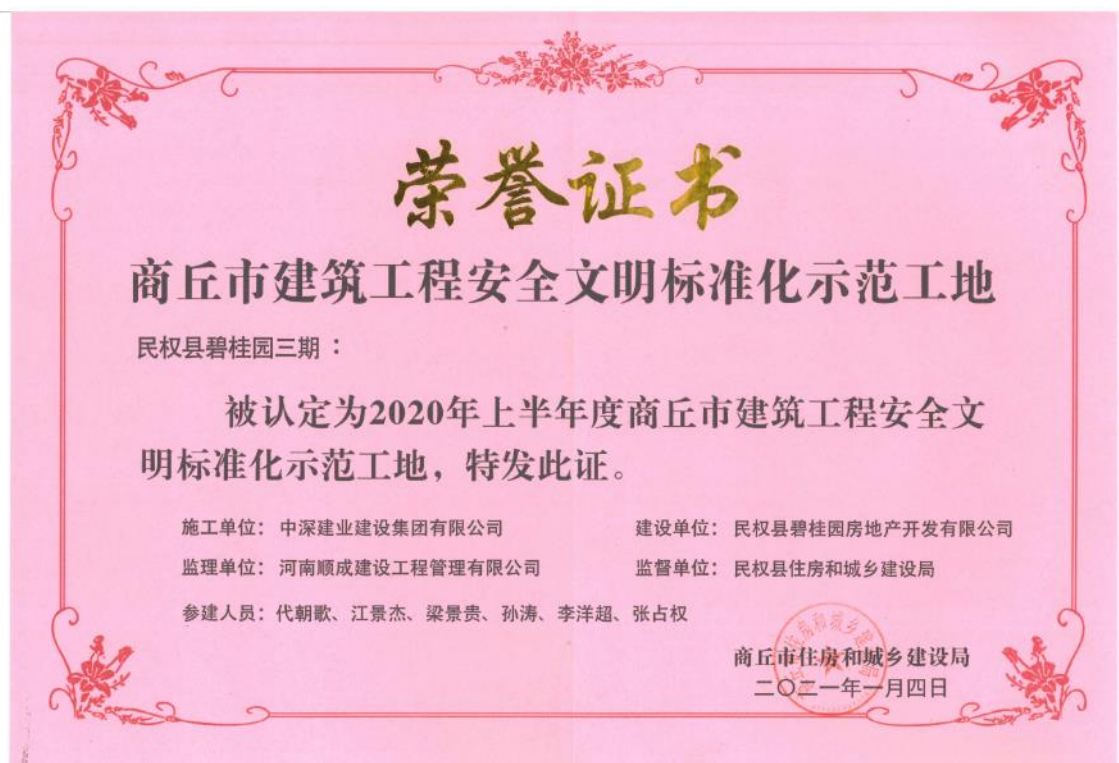 荣誉证书
商丘市建筑工程安全文明标准化示范工地
民权县碧桂园三期：
被认定为2020年上半年度商丘市建筑工程安全文
明标准化示范工地，特发此证。
施工单位：中深建业建设集团有限公司 建设单位：民权县碧桂园房地产开发有限公司
监理单位：河南顺成建设工程管理有限公司 监督单位：民权县住房和城乡建设局
参建人员：代朝歌、江景杰、梁景贵、孙涛、李洋超、张占权
商丘市住房和城乡建设局
二〇二一年一月四日